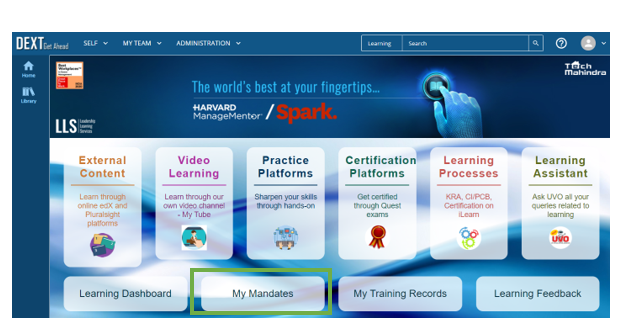 DEXT Get Ahead
SELF
MY TEAM
ADMINISTRATION
Learning
Search
Home
Library
Best
Workplaces
Tech
Mahindra
The world's best at your fingertips...
HARVARD
ManageMentor / Spark.
LLS
Leadership
Learning
Services
External
Content
Learn through
online edX and
Pluralsight
platforms
Video
Learning
Learn through our
own video channel
- My Tube
Practice
Platforms
Sharpen your skills
through hands-on
Certification
Platforms
Get certified
through Quest
exams
Learning
Processes
KRA, CI/PCB,
Certification on
iLearn
Learning
Assistant
Ask UVO all your
queries related to
learning
UVO
Learning Dashboard
My Mandates
My Training Records
Learning Feedback